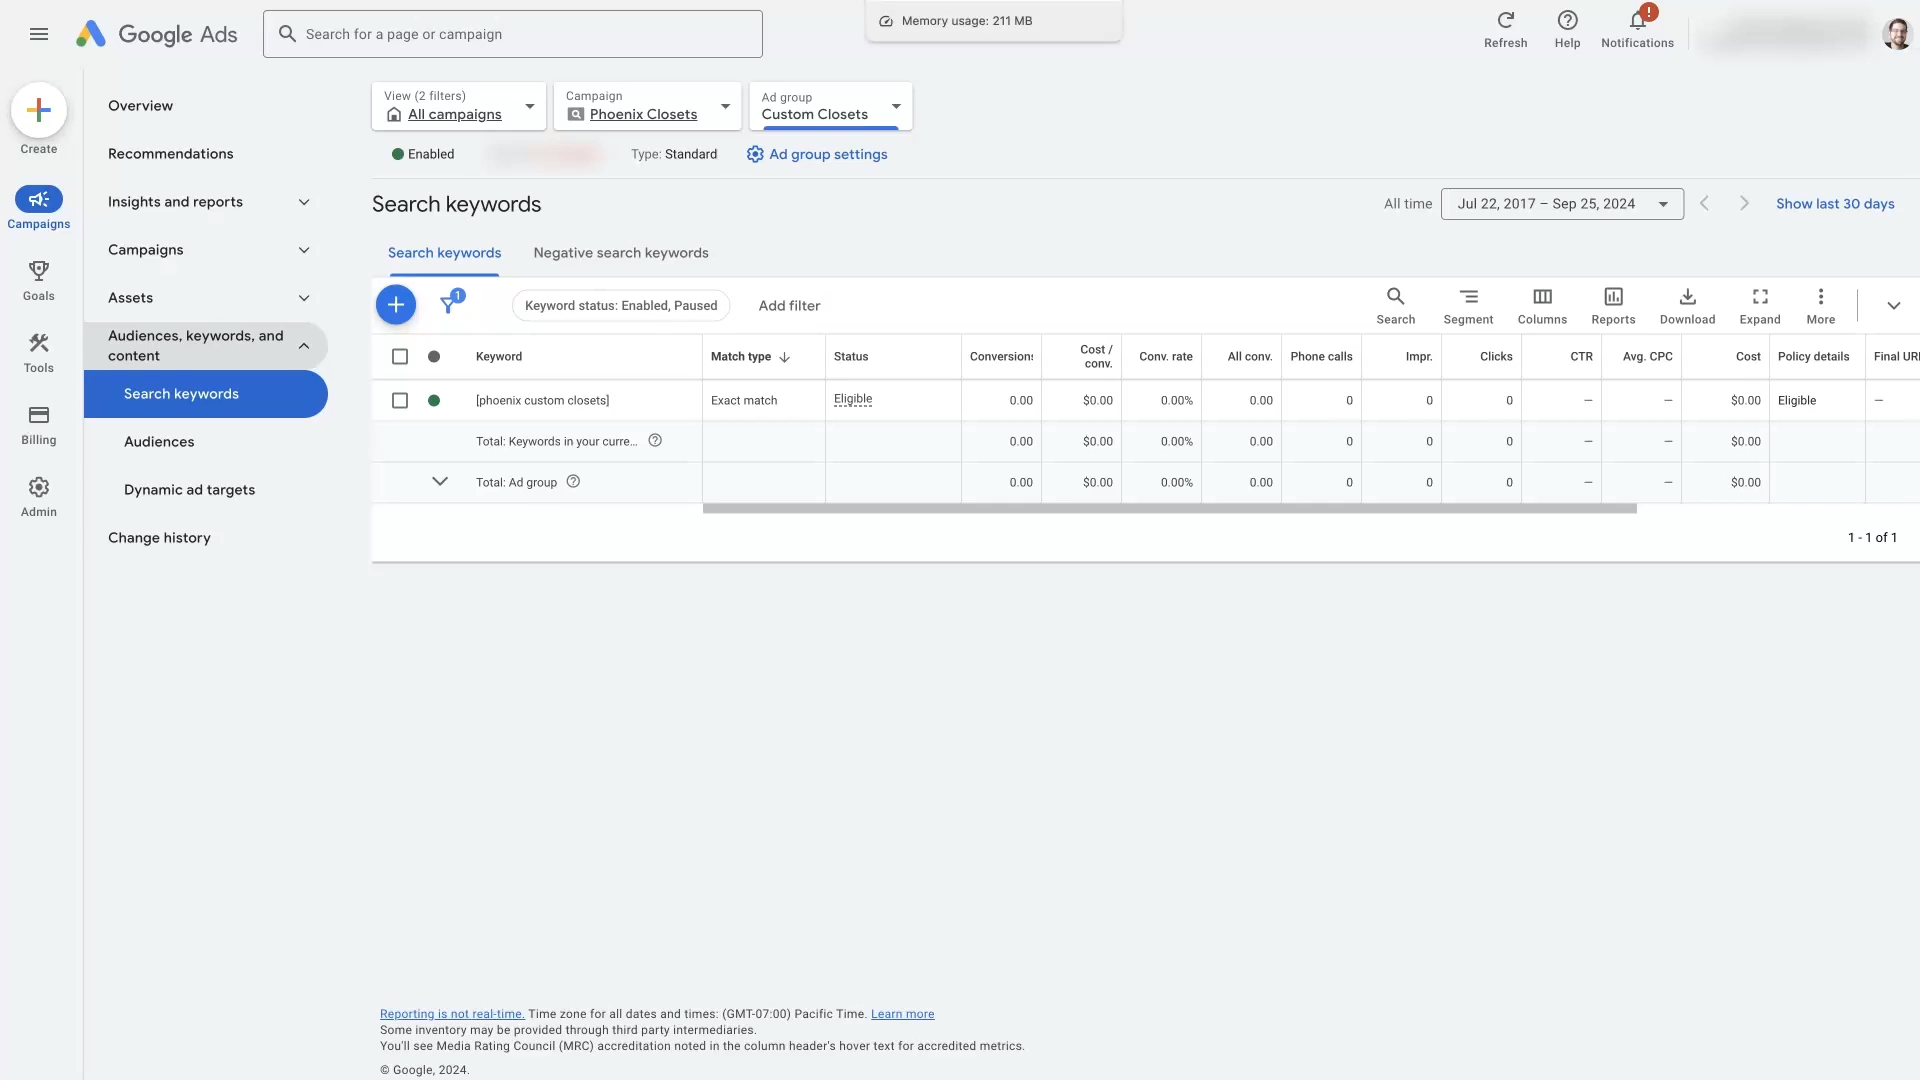 Google Ads
Search for a page or campaign
Memory usage: 211 MB
Refresh
Help
!
Notifications
Create
Campaigns
Goals
Tools
Billing
Admin
Overview
Recommendations
Insights and reports
Campaigns
Assets
Audiences, keywords, and
content
Search keywords
Audiences
Dynamic ad targets
Change history
View (2 filters)
All campaigns
Campaign
Phoenix Closets
Ad group
Custom Closets
Enabled
Type: Standard
Ad group settings
Search keywords
All time
Jul 22, 2017 – Sep 25, 2024
Show last 30 days
Search keywords
Negative search keywords
1
Keyword status: Enabled, Paused
Add filter
Search
Segment
Columns
Reports
Download
Expand
More
Keyword Match type Status Conversions Cost / conv. Conv. rate All conv. Phone calls Impr. Clicks CTR Avg. CPC Cost Policy details Final UR
[phoenix custom closets] Exact match Eligible 0.00 $0.00 0.00% 0.00 0 0 0 – – $0.00 Eligible –
Total: Keywords in your curre... 0.00 $0.00 0.00% 0.00 0 0 0 – – $0.00
Total: Ad group 0.00 $0.00 0.00% 0.00 0 0 0 – – $0.00
1 - 1 of 1
Reporting is not real-time. Time zone for all dates and times: (GMT-07:00) Pacific Time. Learn more
Some inventory may be provided through third party intermediaries.
You'll see Media Rating Council (MRC) accreditation noted in the column header's hover text for accredited metrics.
© Google, 2024.